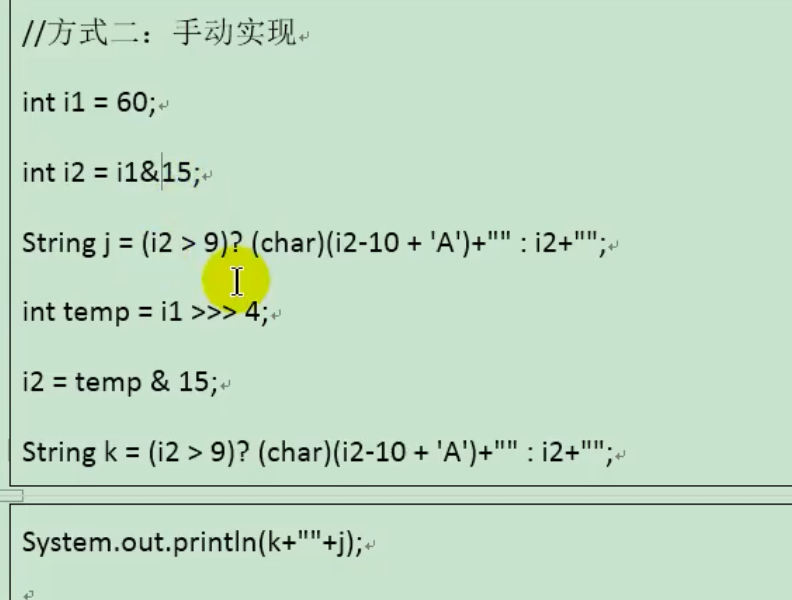 //方式二：手动实现
int i1 = 60;
int i2 = i1&15;
String j = (i2 > 9)? (char)(i2-10 + 'A')+"" : i2+"";
int temp = i1 >>> 4;
i2 = temp & 15;
String k = (i2 > 9)? (char)(i2-10 + 'A')+"" : i2+"";
System.out.println(k+""+j);